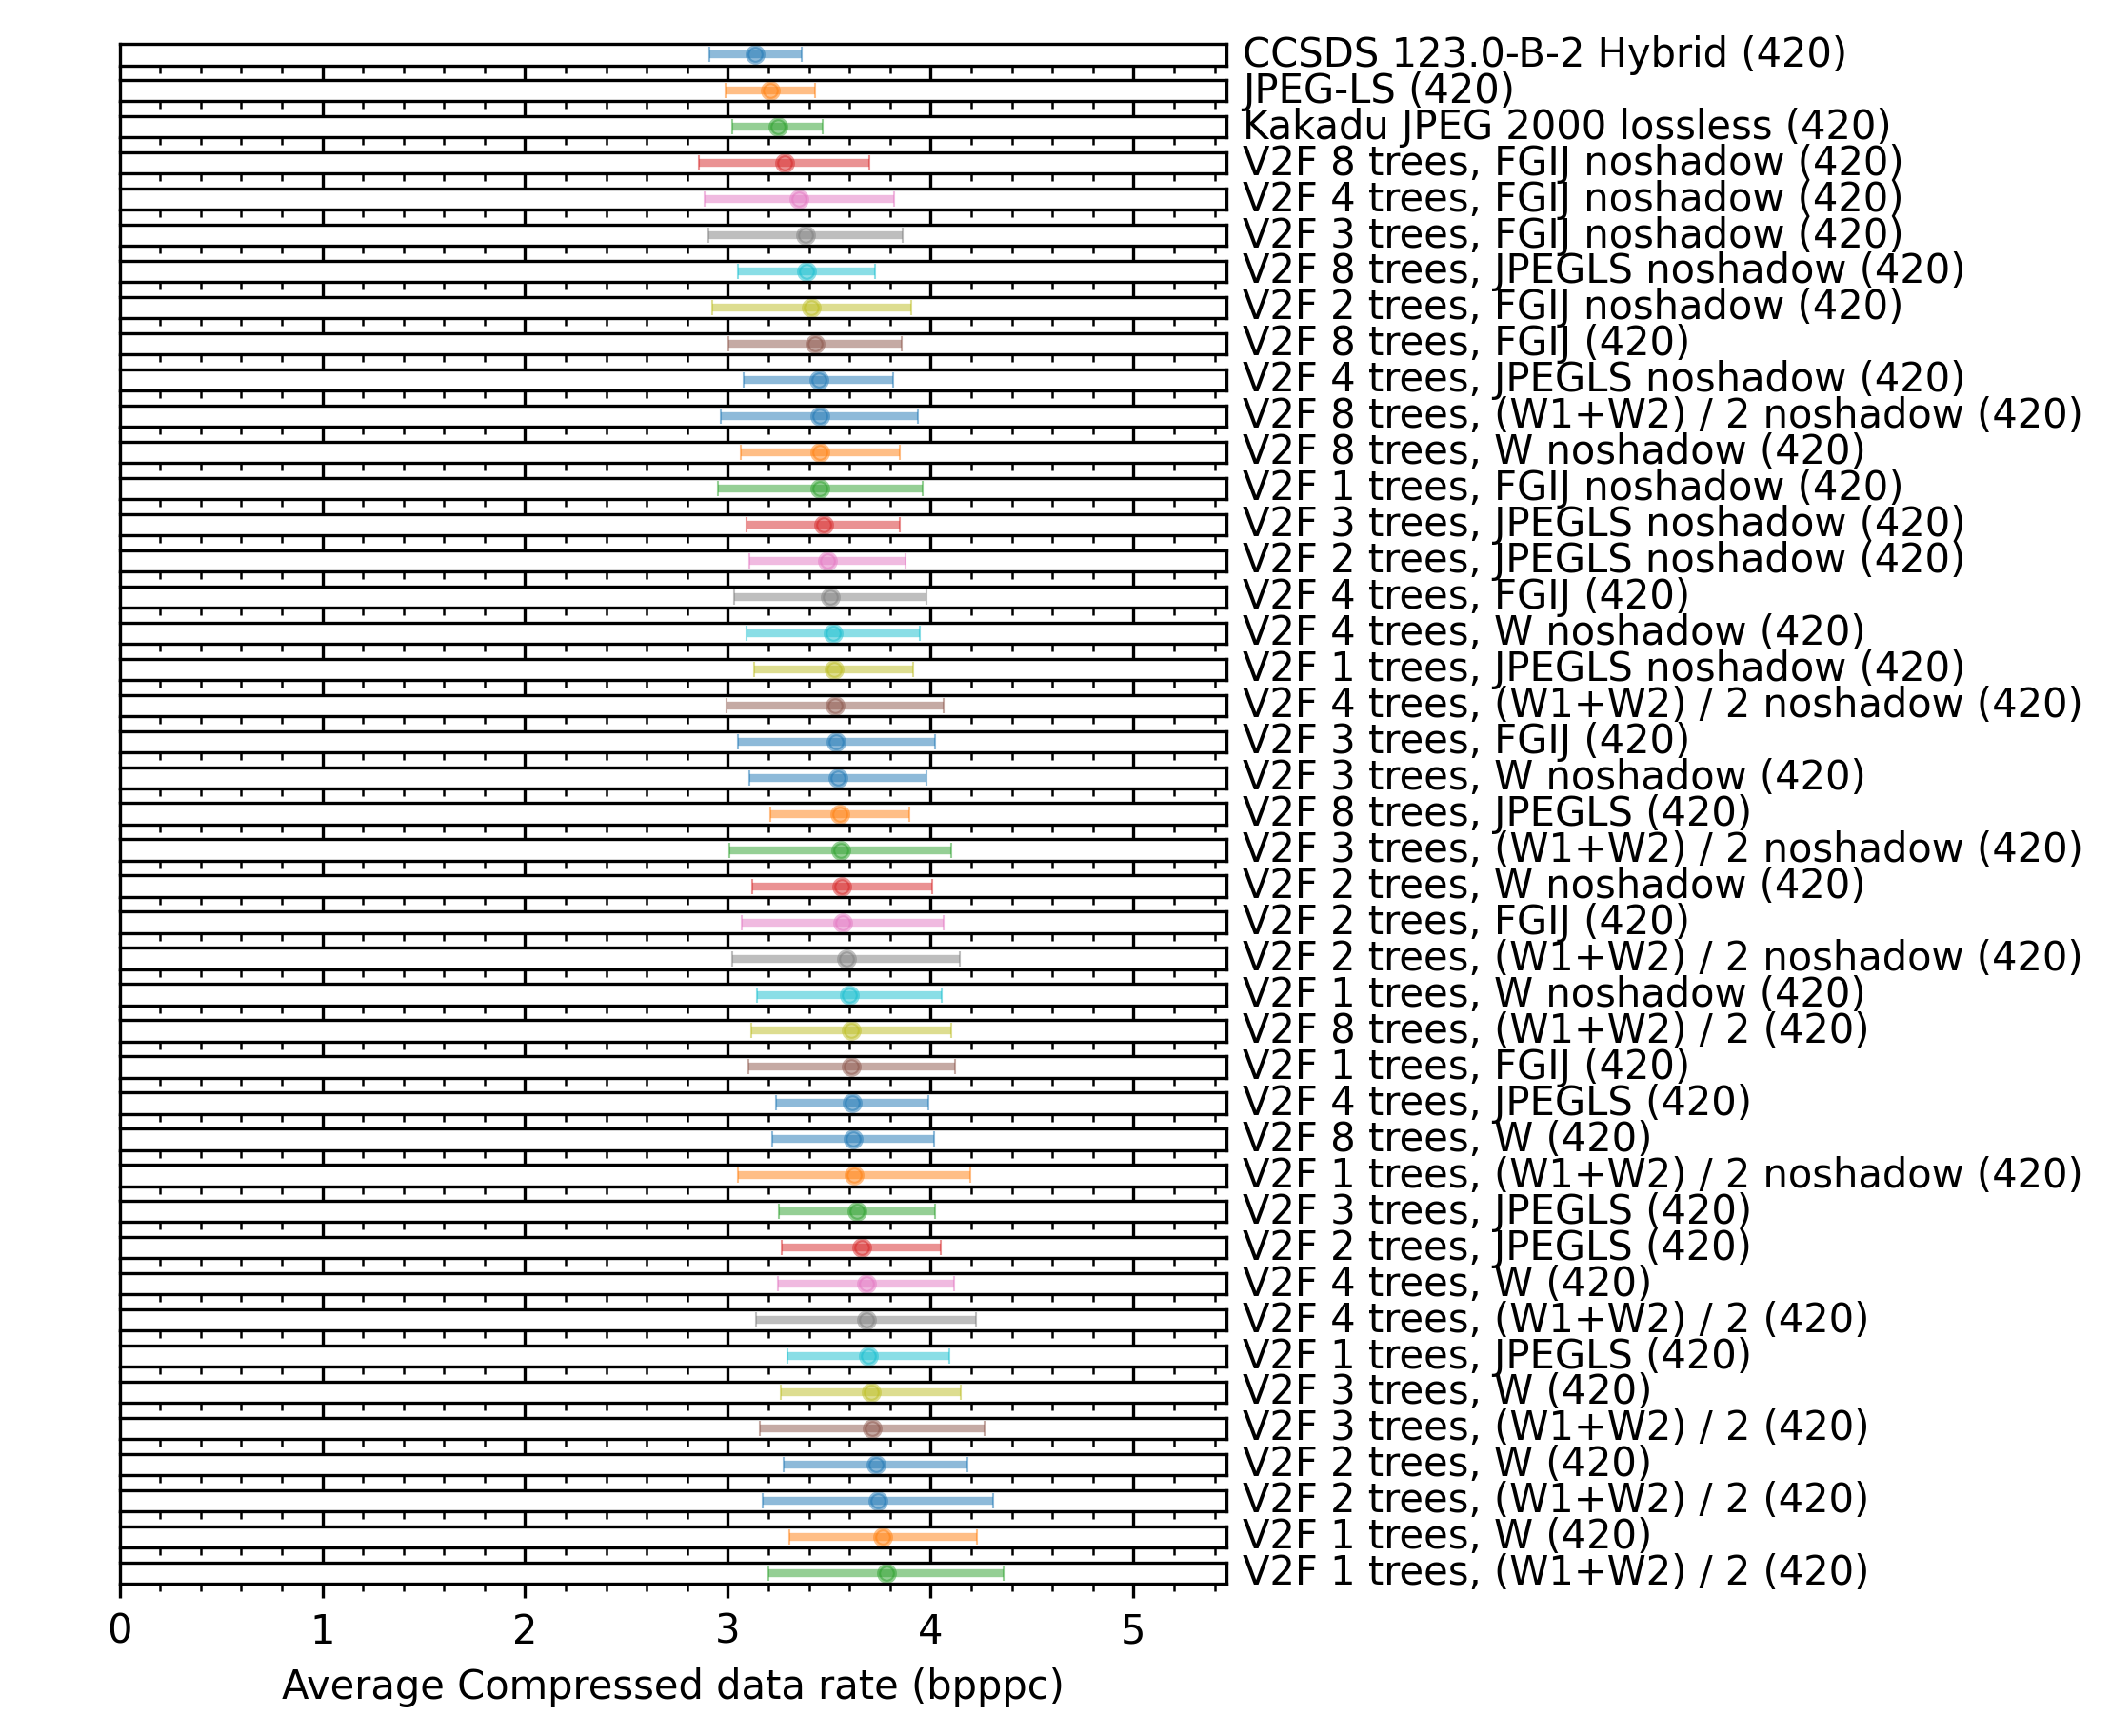 CCSDS 123.0-B-2 Hybrid (420)
JPEG-LS (420)
Kakadu JPEG 2000 lossless (420)
V2F 8 trees, FGIJ noshadow (420)
V2F 4 trees, FGIJ noshadow (420)
V2F 3 trees, FGIJ noshadow (420)
V2F 8 trees, JPEGLS noshadow (420)
V2F 2 trees, FGIJ noshadow (420)
V2F 8 trees, FGIJ (420)
V2F 4 trees, JPEGLS noshadow (420)
V2F 8 trees, (W1+W2) / 2 noshadow (420)
V2F 8 trees, W noshadow (420)
V2F 1 trees, FGIJ noshadow (420)
V2F 3 trees, JPEGLS noshadow (420)
V2F 2 trees, JPEGLS noshadow (420)
V2F 4 trees, FGIJ (420)
V2F 4 trees, W noshadow (420)
V2F 1 trees, JPEGLS noshadow (420)
V2F 4 trees, (W1+W2) / 2 noshadow (420)
V2F 3 trees, FGIJ (420)
V2F 3 trees, W noshadow (420)
V2F 8 trees, JPEGLS (420)
V2F 3 trees, (W1+W2) / 2 noshadow (420)
V2F 2 trees, W noshadow (420)
V2F 2 trees, FGIJ (420)
V2F 2 trees, (W1+W2) / 2 noshadow (420)
V2F 1 trees, W noshadow (420)
V2F 8 trees, (W1+W2) / 2 (420)
V2F 1 trees, FGIJ (420)
V2F 4 trees, JPEGLS (420)
V2F 8 trees, W (420)
V2F 1 trees, (W1+W2) / 2 noshadow (420)
V2F 3 trees, JPEGLS (420)
V2F 2 trees, JPEGLS (420)
V2F 4 trees, W (420)
V2F 4 trees, (W1+W2) / 2 (420)
V2F 1 trees, JPEGLS (420)
V2F 3 trees, W (420)
V2F 3 trees, (W1+W2) / 2 (420)
V2F 2 trees, W (420)
V2F 2 trees, (W1+W2) / 2 (420)
V2F 1 trees, W (420)
V2F 1 trees, (W1+W2) / 2 (420)
0 1 2 3 4 5
Average Compressed data rate (bpppc)